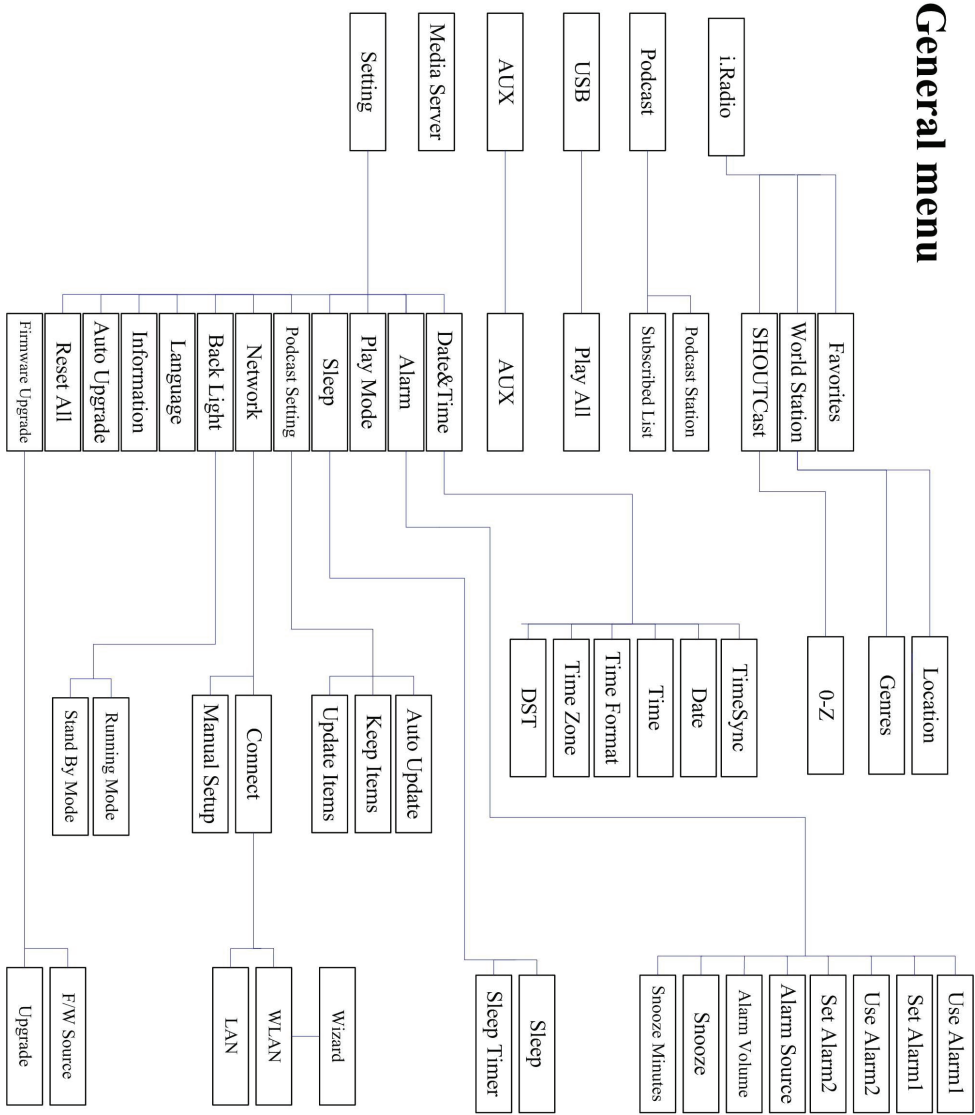 General menu
i.Radio
Favorites
World Station
Location
Genres
SHOUTCast
0-Z
Podcast
Podcast Station
Subscribed List
USB
Play All
AUX
AUX
Media Server
Setting
Date&Time
TimeSync
Date
Time
Time Format
Time Zone
DST
Alarm
Use Alarm1
Set Alarm1
Use Alarm2
Set Alarm2
Alarm Source
Alarm Volume
Snooze
Snooze Minutes
Play Mode
Sleep
Sleep
Sleep Timer
Podcast Setting
Auto Update
Keep Items
Update Items
Network
Connect
Wizard
WLAN
LAN
Manual Setup
Back Light
Running Mode
Stand By Mode
Language
Information
Auto Upgrade
Reset All
Firmware Upgrade
F/W Source
Upgrade